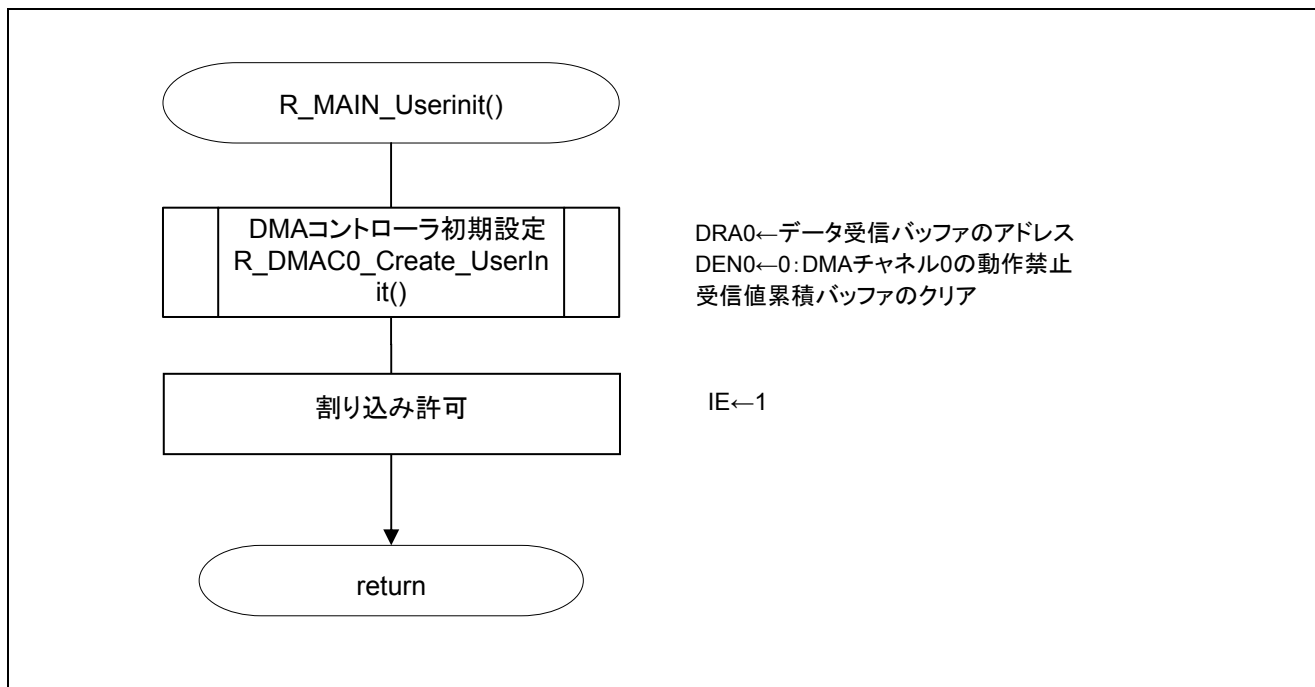 R_MAIN_Userinit()
DMAコントローラ初期設定
R_DMAC0_Create_UserIn
it()
DRA0←データ受信バッファのアドレス
DEN0←0:DMAチャネル0の動作禁止
受信値累積バッファのクリア
割り込み許可
IE←1
return